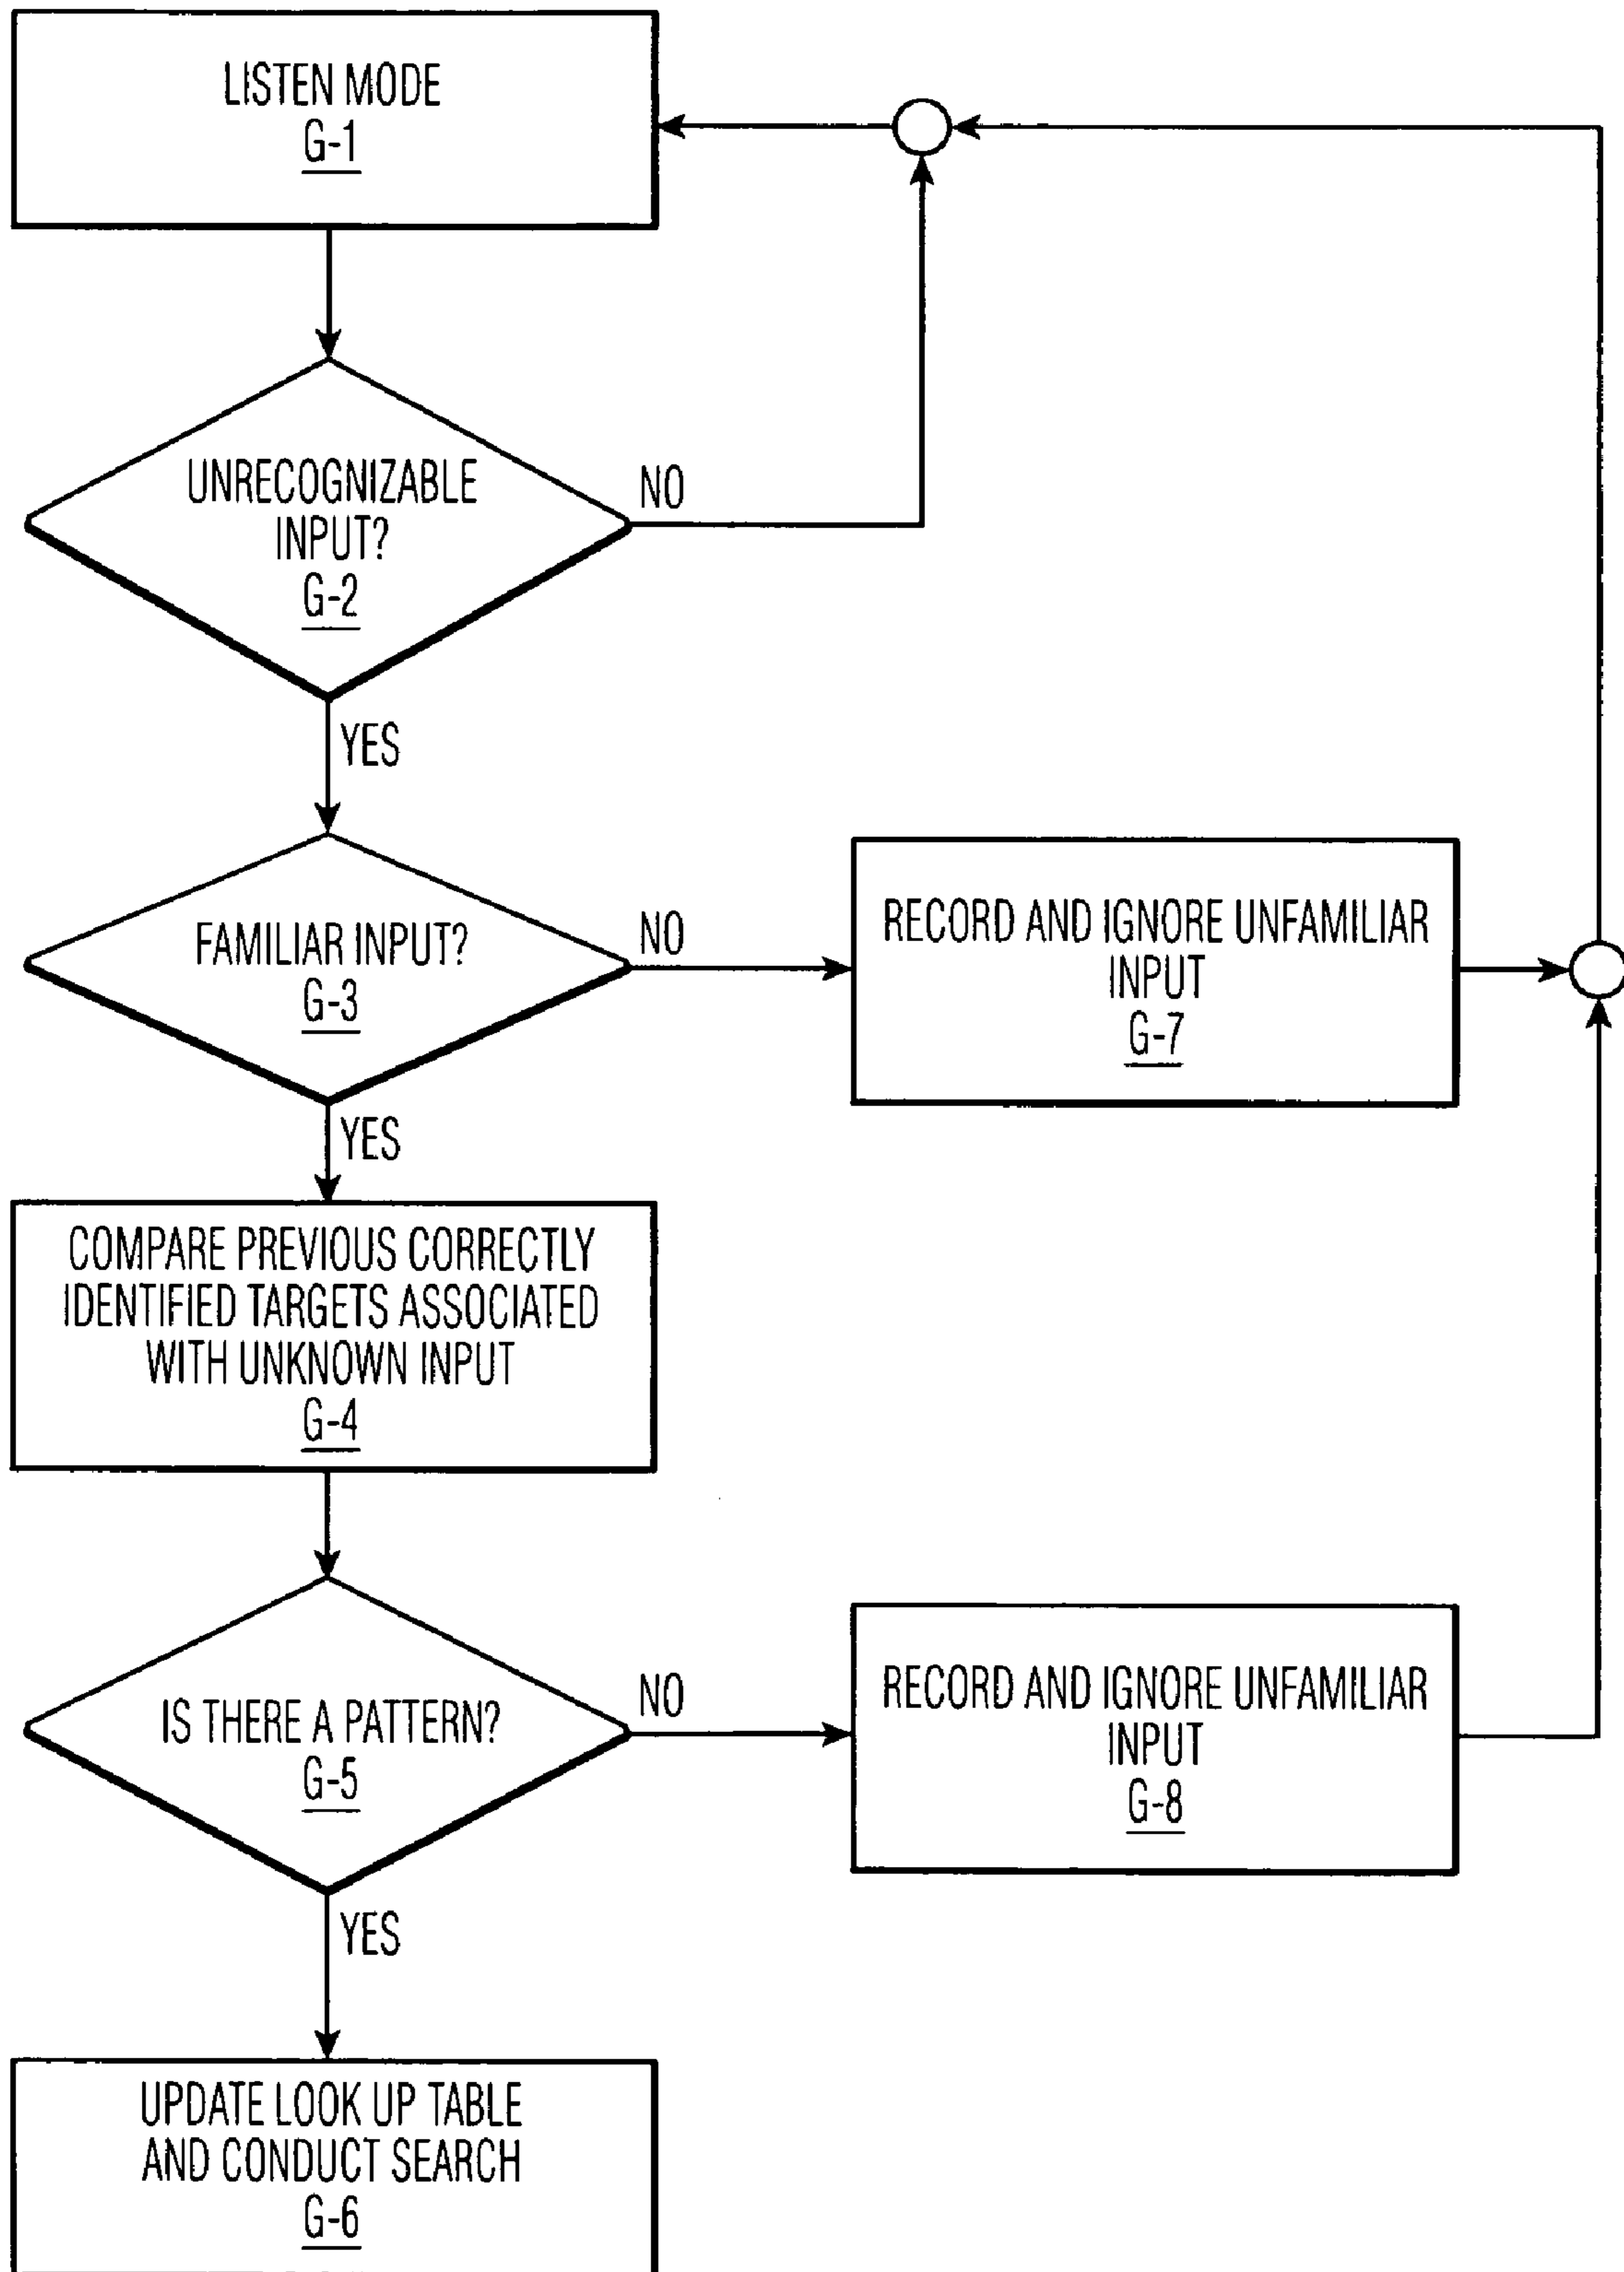 LISTEN MODE
G-1
UNRECOGNIZABLE
INPUT?
G-2
NO
YES
FAMILIAR INPUT?
G-3
NO
RECORD AND IGNORE UNFAMILIAR
INPUT
G-7
YES
COMPARE PREVIOUS CORRECTLY
IDENTIFIED TARGETS ASSOCIATED
WITH UNKNOWN INPUT
G-4
IS THERE A PATTERN?
G-5
NO
RECORD AND IGNORE UNFAMILIAR
INPUT
G-8
YES
UPDATE LOOK UP TABLE
AND CONDUCT SEARCH
G-6